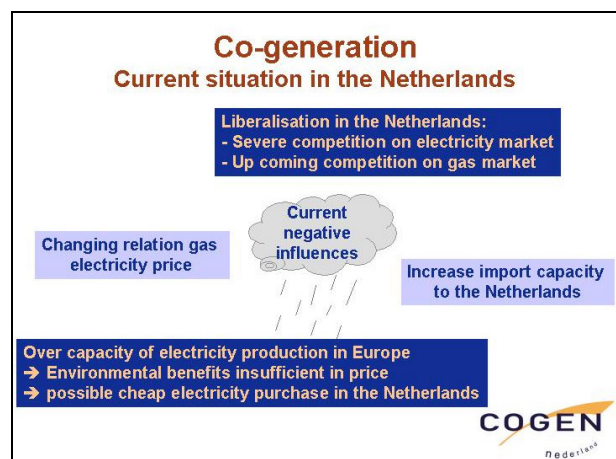 Co-generation
Current situation in the Netherlands
Liberalisation in the Netherlands:
- Severe competition on electricity market
- Up coming competition on gas market
Current
negative
influences
Changing relation gas
electricity price
Increase import capacity
to the Netherlands
Over capacity of electricity production in Europe
➔ Environmental benefits insufficient in price
➔ possible cheap electricity purchase in the Netherlands
COGEN
nederland